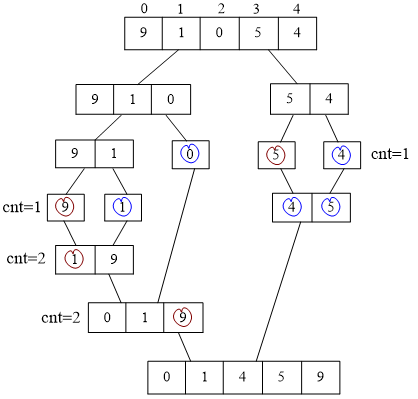 0 1 2 3 4
9 1 0 5 4
9 1 0 5 4
9 1 0 5 4 cnt=1
cnt=1 9 1 4 5
cnt=2 1 9
cnt=2 0 1 9
0 1 4 5 9